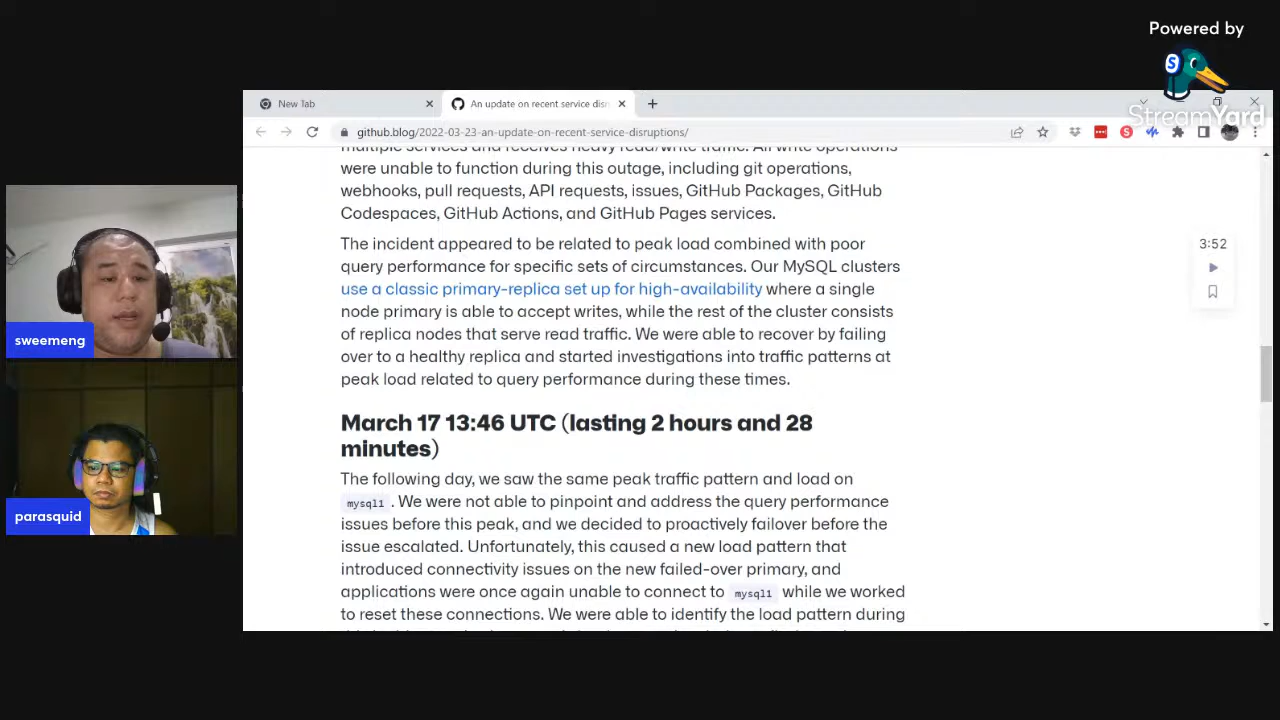 Powered by
S
StreamYard
New Tab
An update on recent service disr
github.blog/2022-03-23-an-update-on-recent-service-disruptions/
multiple services and receives heavy read/write traffic. All write operations
were unable to function during this outage, including git operations,
webhooks, pull requests, API requests, issues, GitHub Packages, GitHub
Codespaces, GitHub Actions, and GitHub Pages services.
The incident appeared to be related to peak load combined with poor
query performance for specific sets of circumstances. Our MySQL clusters
use a classic primary-replica set up for high-availability where a single
node primary is able to accept writes, while the rest of the cluster consists
of replica nodes that serve read traffic. We were able to recover by failing
over to a healthy replica and started investigations into traffic patterns at
peak load related to query performance during these times.
3:52
March 17 13:46 UTC (lasting 2 hours and 28
minutes)
The following day, we saw the same peak traffic pattern and load on
mysql1. We were not able to pinpoint and address the query performance
issues before this peak, and we decided to proactively failover before the
issue escalated. Unfortunately, this caused a new load pattern that
introduced connectivity issues on the new failed-over primary, and
applications were once again unable to connect to mysql1 while we worked
to reset these connections. We were able to identify the load pattern during
sweemeng
parasquid